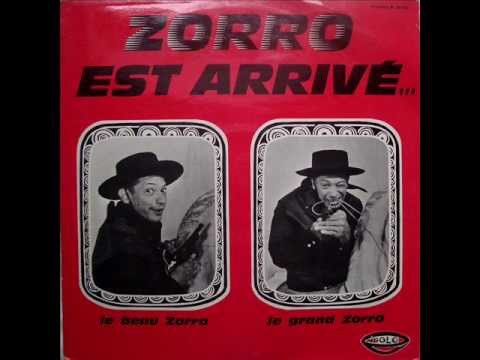 ZORRO
EST ARRIVÉ...
le beau Zorro
le grand Zorro